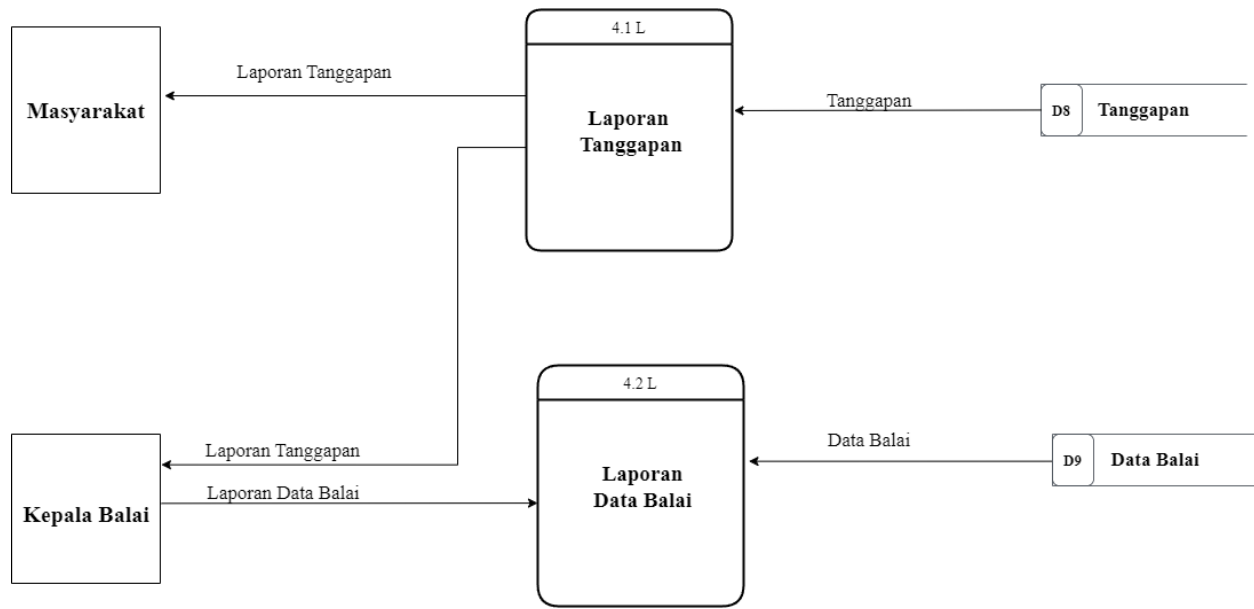 4.1 L
Laporan Tanggapan
Masyarakat
Laporan
Tanggapan
Tanggapan
D8
Tanggapan
4.2 L
Laporan Tanggapan
Laporan Data Balai
Kepala Balai
Laporan
Data Balai
Data Balai
D9
Data Balai